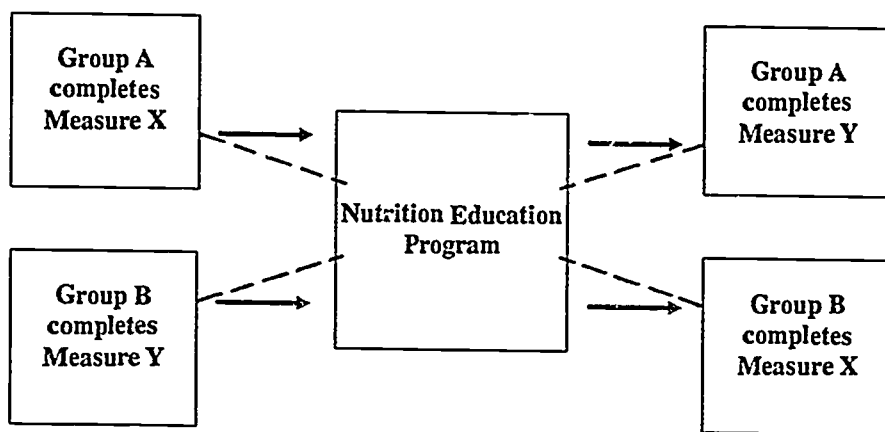 Group A
completes
Measure X
Group B
completes
Measure Y
Nutrition Education
Program
Group A
completes
Measure Y
Group B
completes
Measure X